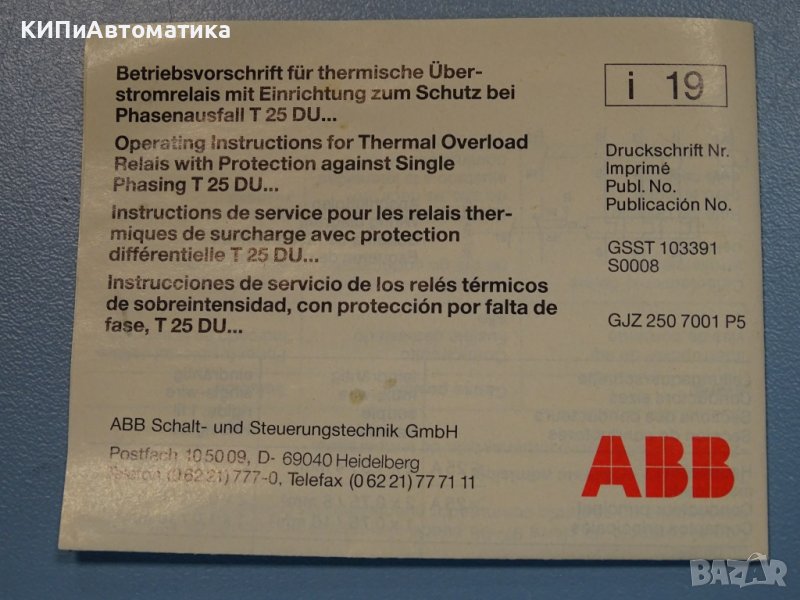 КИПиАвтоматика
Betriebsvorschrift für thermische Über-
stromrelais mit Einrichtung zum Schutz bei
Phasenausfall T 25 DU...
Operating Instructions for Thermal Overload
Relais with Protection against Single
Phasing T 25 DU...
Instructions de service pour les relais ther-
miques de surcharge avec protection
différentielle T 25 DU...
Instrucciones de servicio de los relés térmicos
de sobreintensidad, con protección por falta de
fase, T 25 DU...
i 19
Druckschrift Nr.
Imprimé
Publ. No.
Publicación No.
GSST 103391
S0008
GJZ 250 7001 P5
ABB Schalt- und Steuerungstechnik GmbH
Postfach 10 50 09, D- 69040 Heidelberg
Telefon (0 62 21) 777-0, Telefax (0 62 21) 77 71 11
ABB
BAZAR